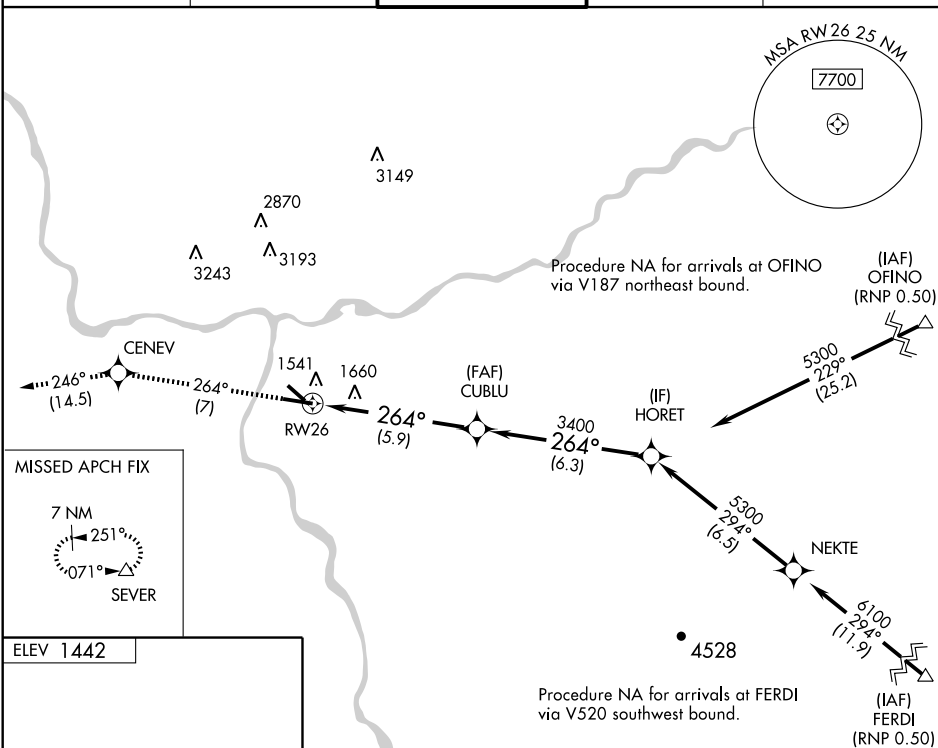 MSA RW26 25 NM
7700
3149
2870
3193
3243
Procedure NA for arrivals at OFINO
via V187 northeast bound.
(IAF)
OFINO
(RNP 0.50)
5300
229°
(25.2)
CENEV
246°
(14.5)
264°
(7)
1541
1660
RW26
264°
(5.9)
(FAF)
CUBLU
3400
264°
(6.3)
(IF)
HORET
5300
294°
(6.5)
NEKTE
6100
294°
(11.9)
(IAF)
FERDI
(RNP 0.50)
MISSED APCH FIX
7 NM
251°
071°
SEVER
4528
ELEV 1442
Procedure NA for arrivals at FERDI
via V520 southwest bound.